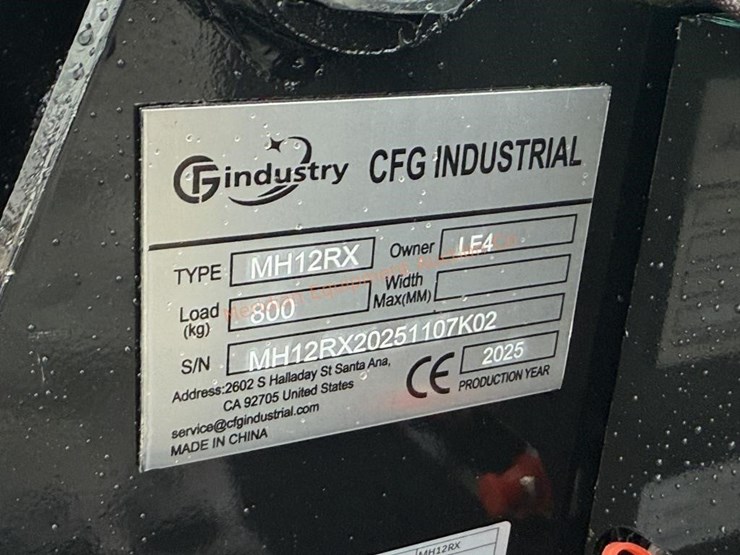 CFindustry CFG INDUSTRIAL
TYPE MH12RX Owner LE4
Load (kg) 800 Width Max(MM)
S/N MH12RX20251107K02
Address:2602 S Halladay St Santa Ana,
CA 92705 United States
CE 2025
PRODUCTION YEAR
service@cfgindustrial.com
MADE IN CHINA
MH12RX